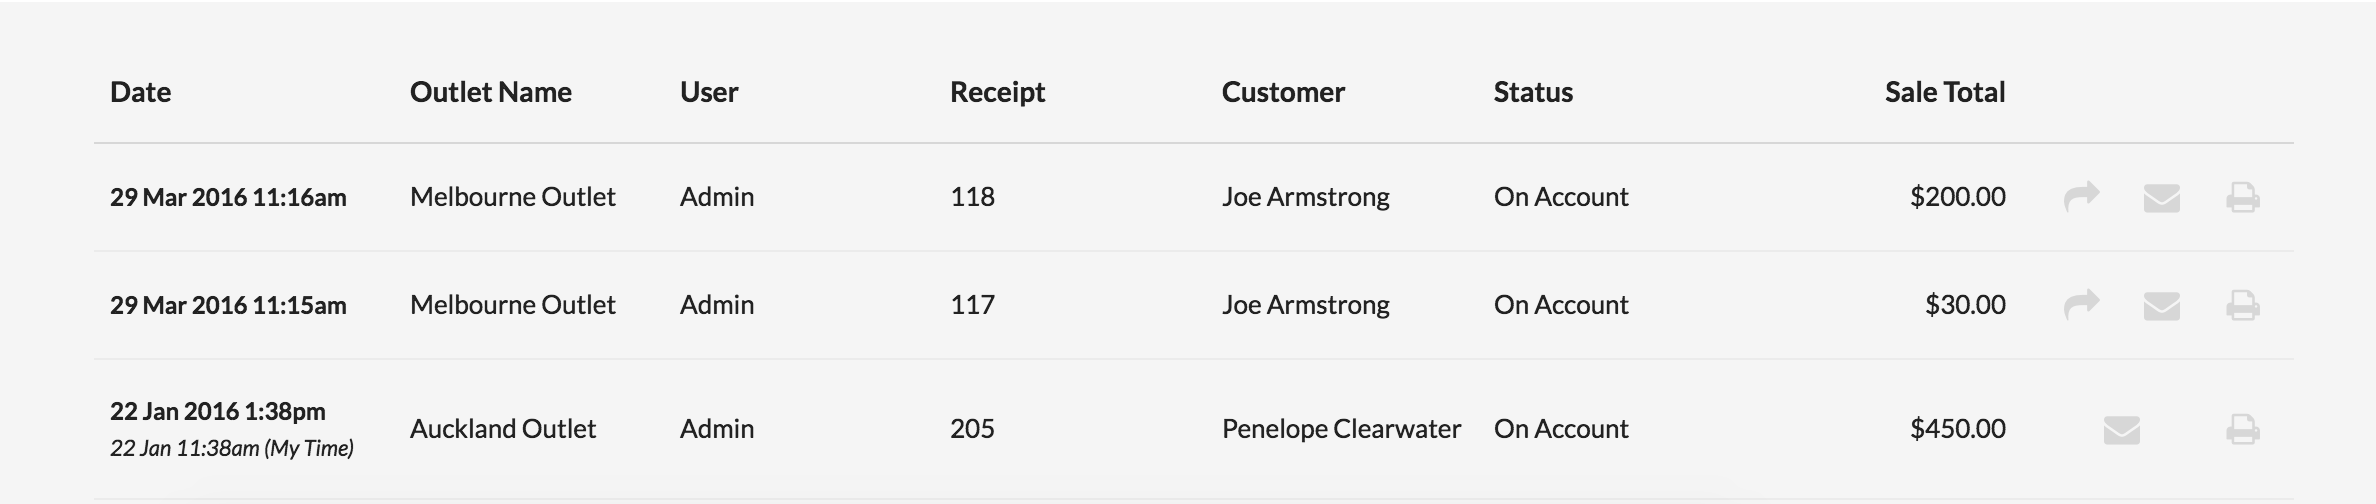 Date Outlet Name User Receipt Customer Status Sale Total
29 Mar 2016 11:16am Melbourne Outlet Admin 118 Joe Armstrong On Account $200.00
29 Mar 2016 11:15am Melbourne Outlet Admin 117 Joe Armstrong On Account $30.00
22 Jan 2016 1:38pm
22 Jan 11:38am (My Time)
Auckland Outlet Admin 205 Penelope Clearwater On Account $450.00